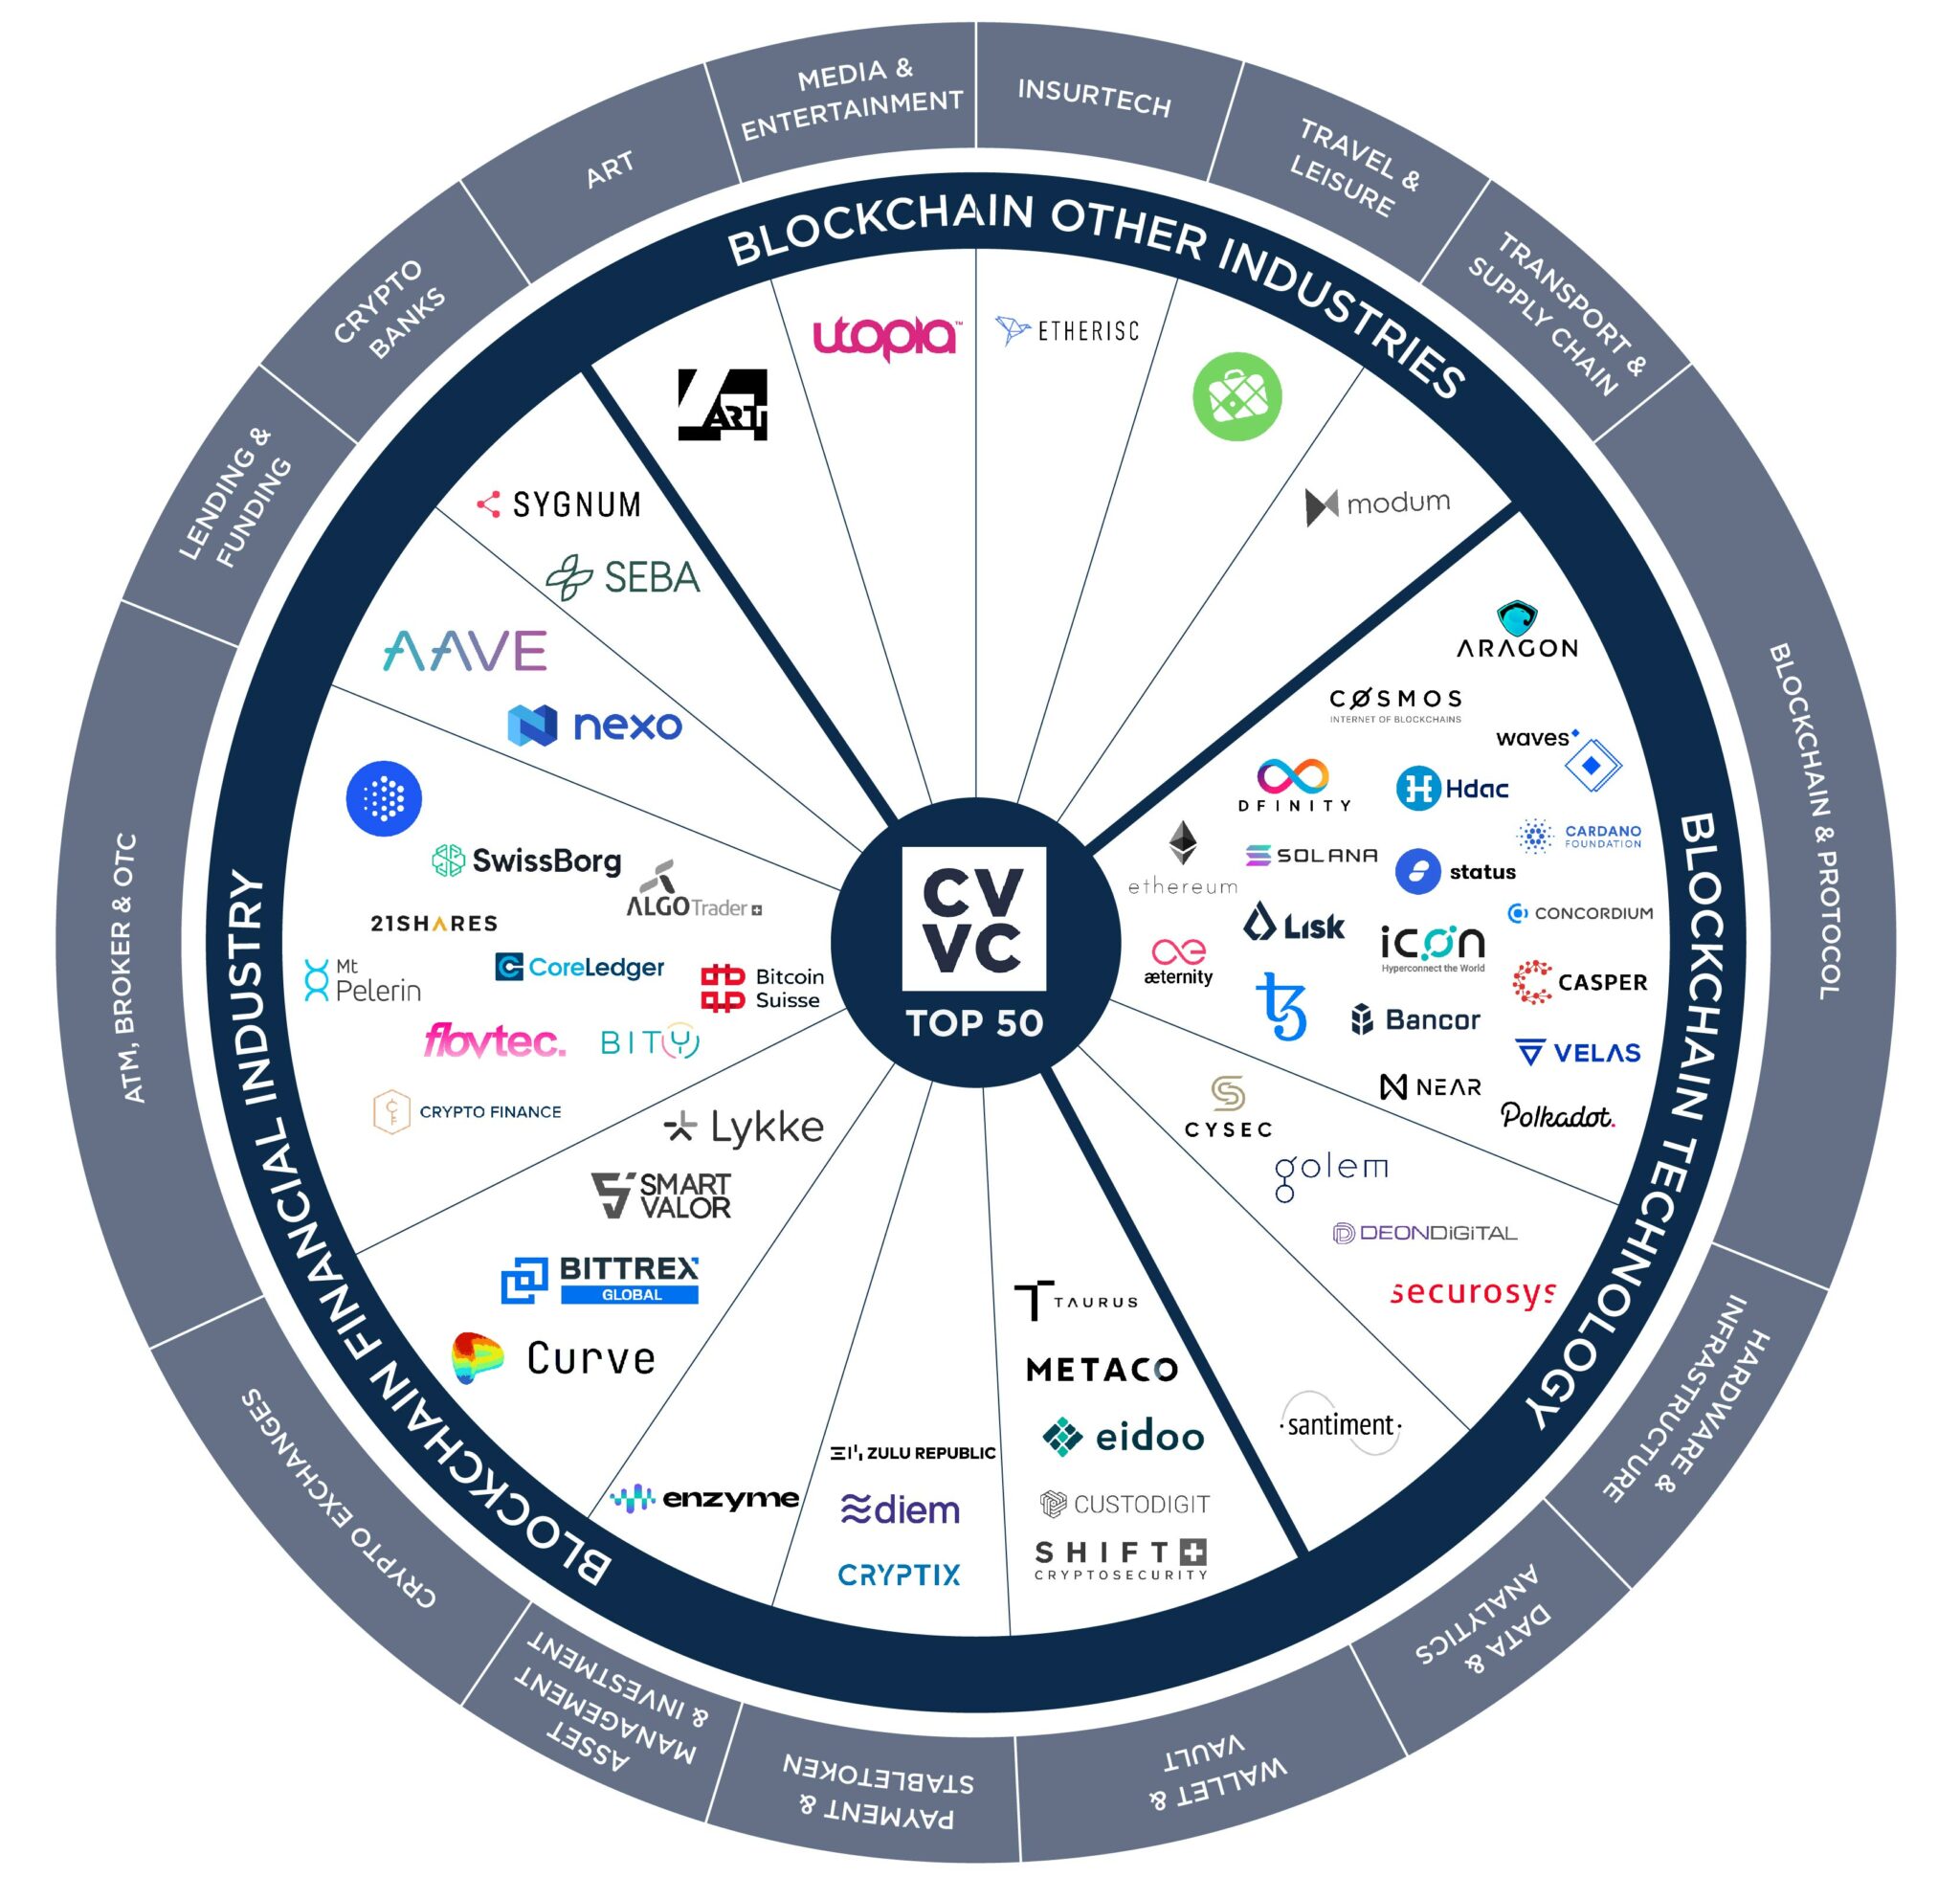 MEDIA &
ENTERTAINMENT
INSURTECH
TRAVEL &
LEISURE
TRANSPORT &
SUPPLY CHAIN
BLOCKCHAIN & PROTOCOL
HARDWARE &
INFRASTRUCTURE
DATA &
ANALYTICS
WALLET &
VAULT
PAYMENT &
STABLETOKEN
ASSET
MANAGEMENT
& INVESTMENT
CRYPTO EXCHANGES
ATM, BROKER & OTC
LENDING &
FUNDING
CRYPTO
BANKS
ART
BLOCKCHAIN OTHER INDUSTRIES
BLOCKCHAIN TECHNOLOGY
BLOCKCHAIN FINANCIAL INDUSTRY
CV
VC
TOP 50
ART
utopia™
ETHERISC
modum
ARAGON
CØSMOS
INTERNET OF BLOCKCHAINS
waves
DFINITY
Hdac
CARDANO
FOUNDATION
ethereum
SOLANA
status
CONCORDIUM
Lisk
icon
Hyperconnect the World
æternity
CASPER
Bancor
VELAS
NEAR
Polkadot.
CYSEC
golem
DEONDiGiTAL
securosys
santiment
TAURUS
METACO
eidoo
CUSTODIGIT
SHIFT
CRYPTOSECURITY
ZULU REPUBLIC
diem
CRYPTIX
enzyme
Lykke
SMART
VALOR
BITTREX
GLOBAL
Curve
SwissBorg
ALGOTrader
21SHARES
Mt
Pelerin
CoreLedger
Bitcoin
Suisse
flovtec.
BITY
CRYPTO FINANCE
AAVE
nexo
SYGNUM
SEBA